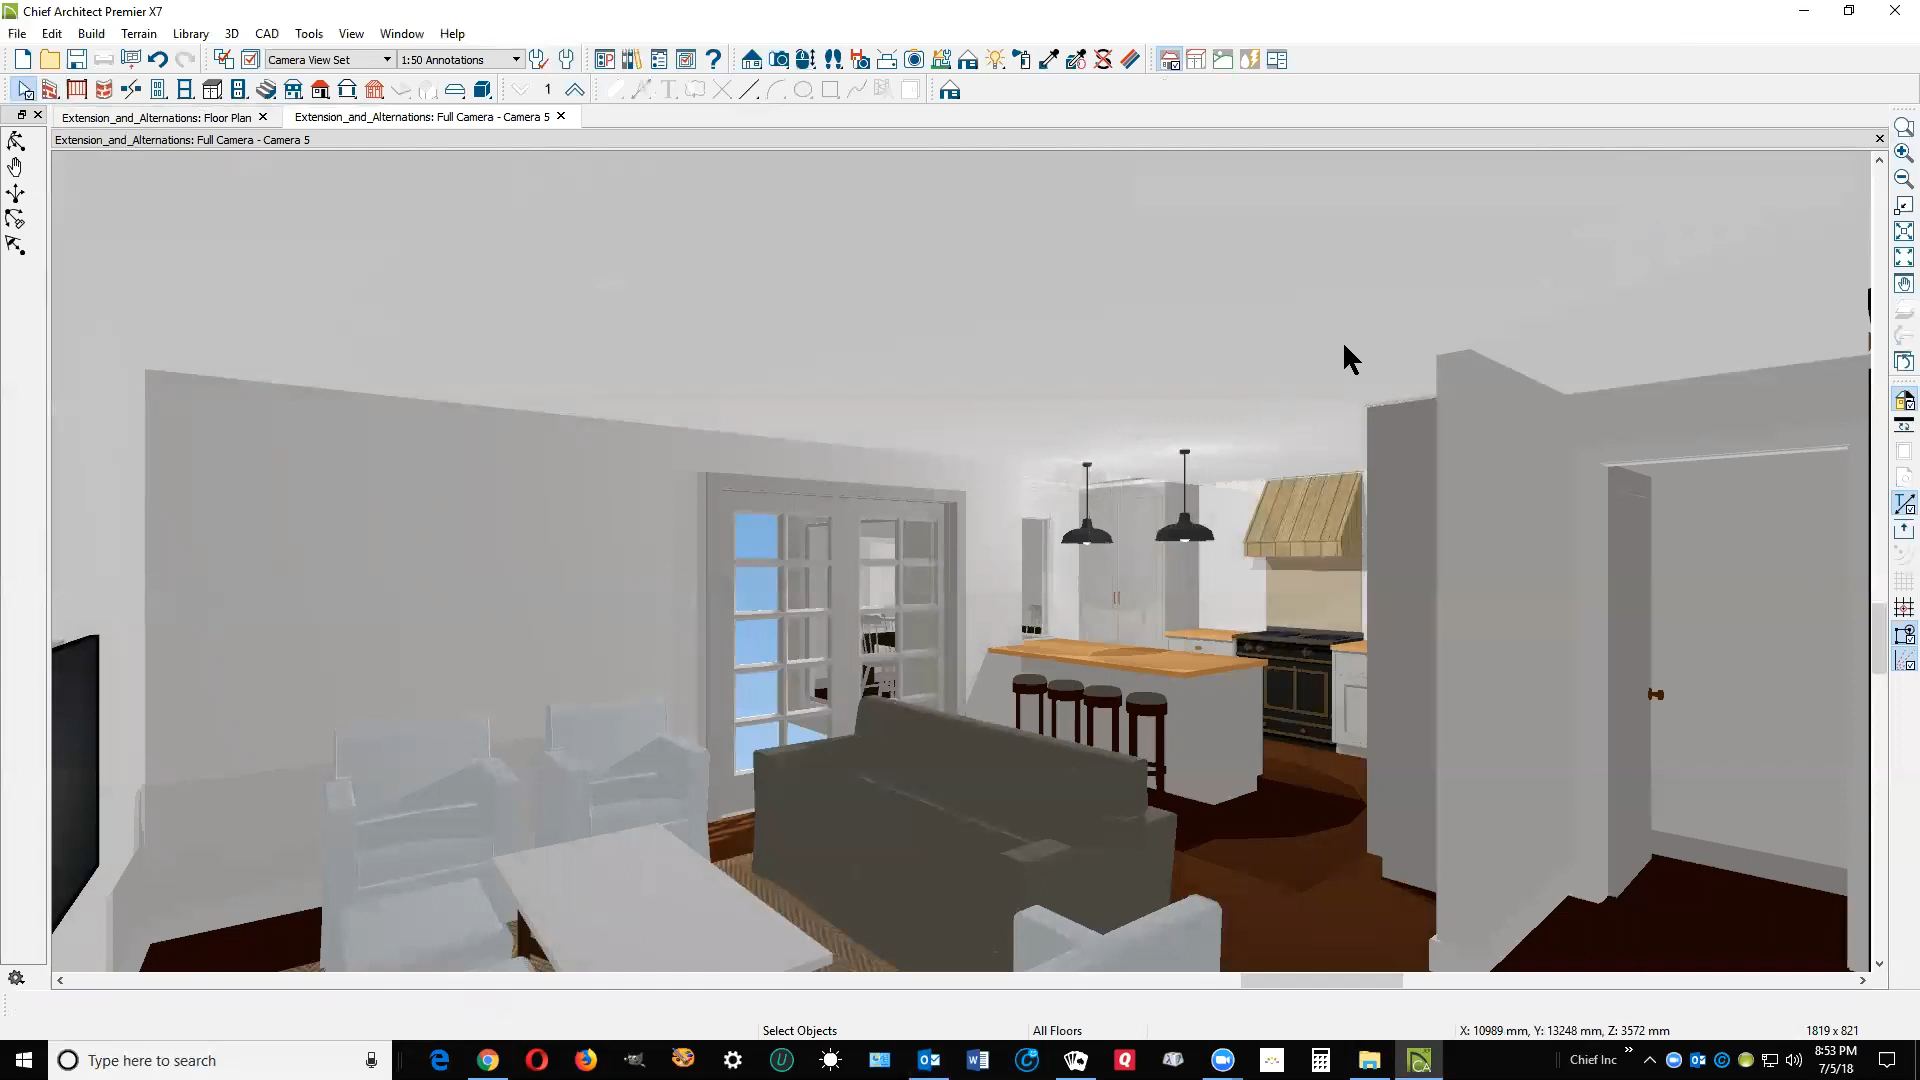 Chief Architect Premier X7
File Edit Build Terrain Library 3D CAD Tools View Window Help
Camera View Set 1:50 Annotations
1
Extension_and_Alternations: Floor Plan Extension_and_Alternations: Full Camera - Camera 5
Extension_and_Alternations: Full Camera - Camera 5
Select Objects All Floors X: 10989 mm, Y: 13248 mm, Z: 3572 mm 1819 x 821
Type here to search
Chief Inc
8:53 PM
7/5/18